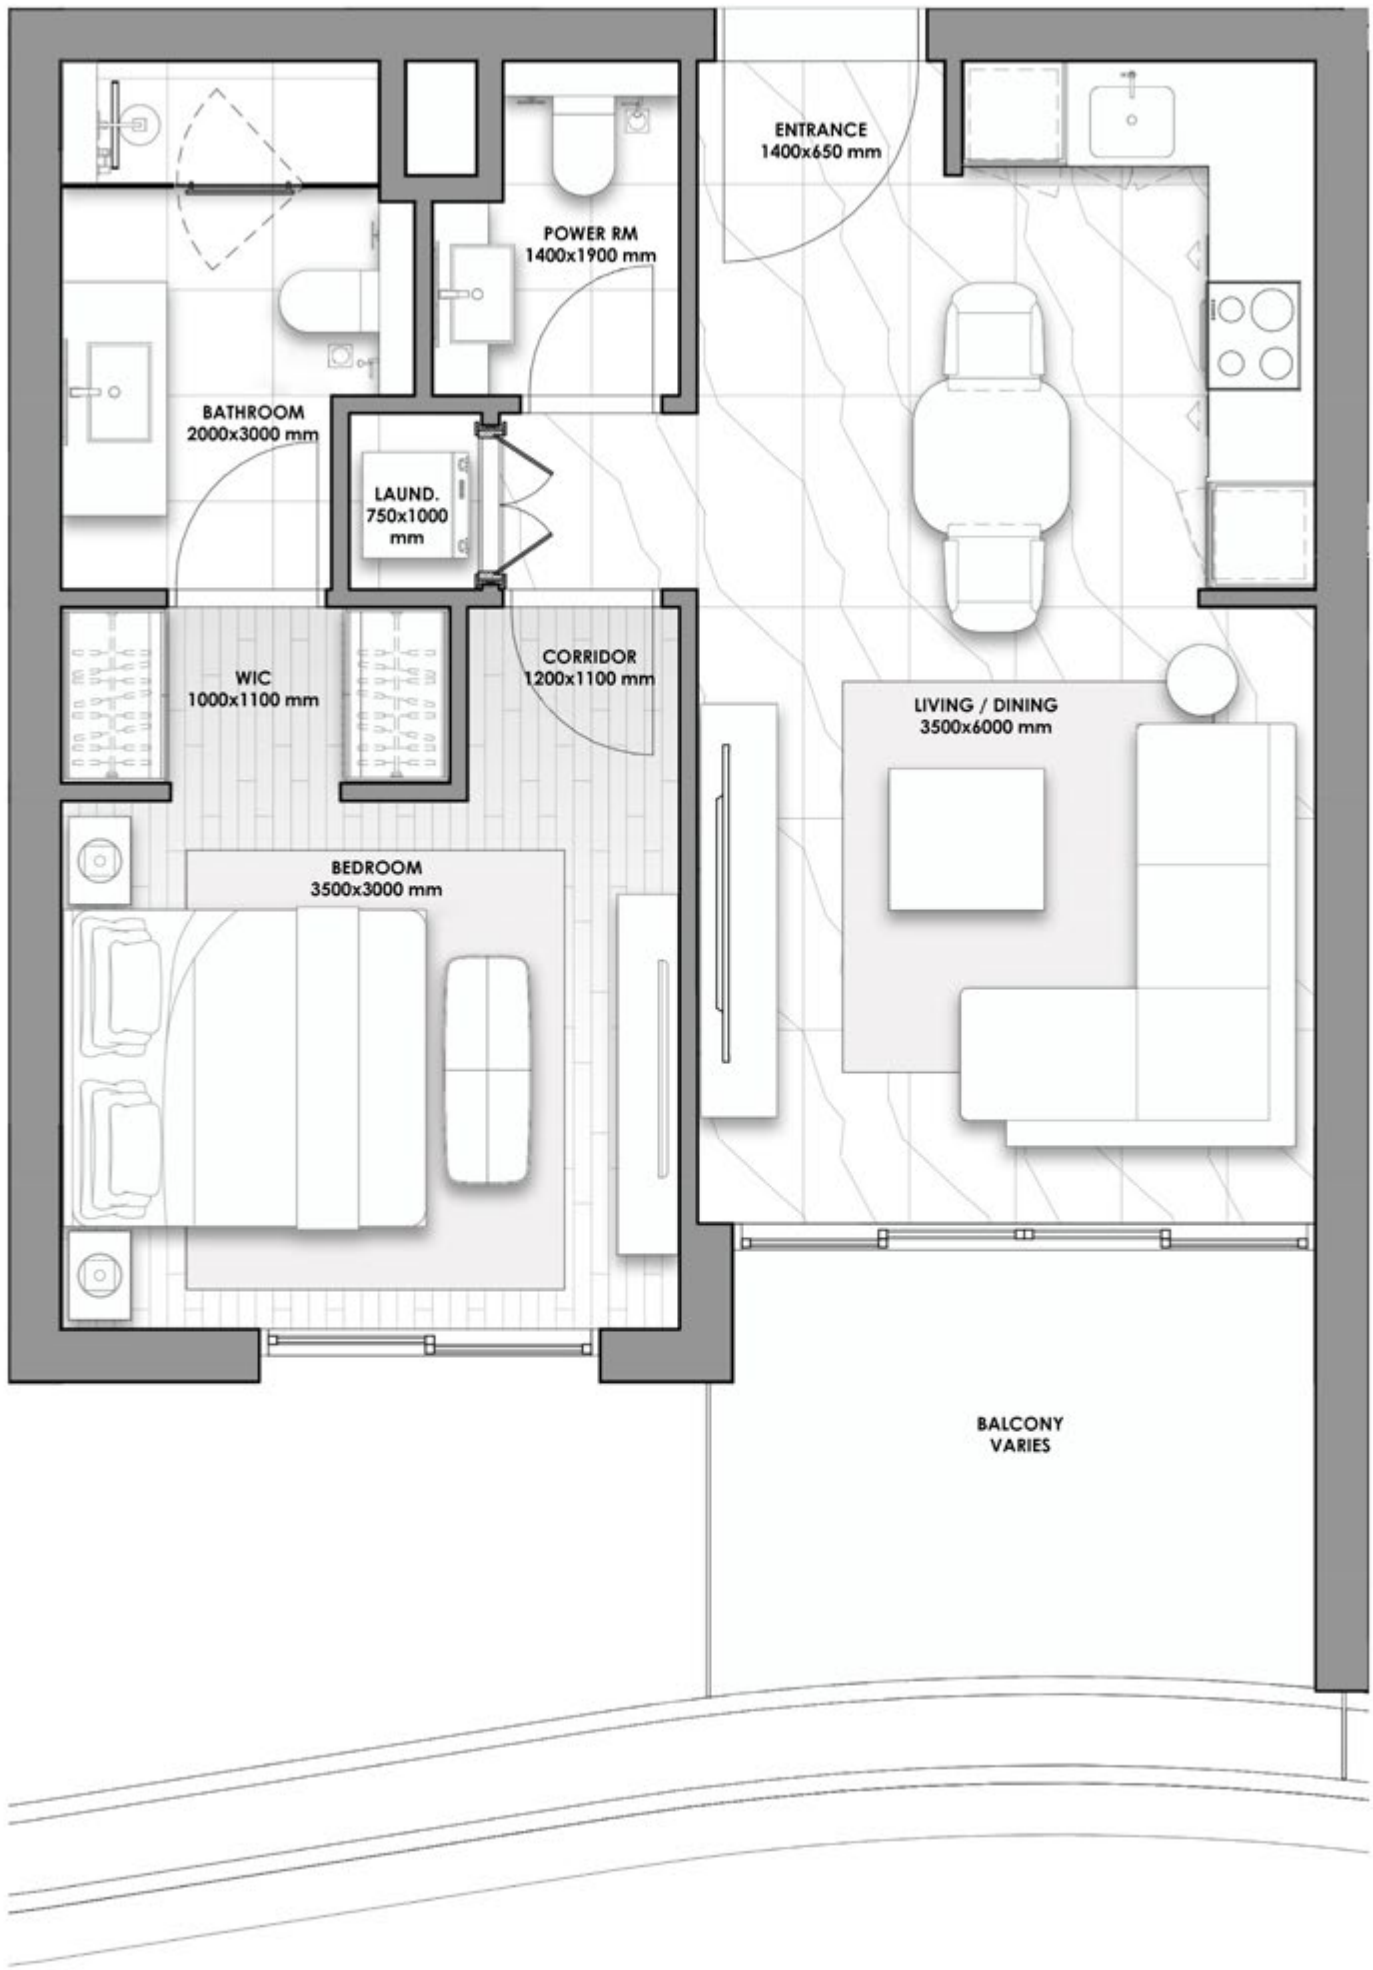 ENTRANCE
1400x650 mm
POWER RM
1400x1900 mm
BATHROOM
2000x3000 mm
LAUND.
750x1000
mm
WIC
1000x1100 mm
CORRIDOR
1200x1100 mm
LIVING / DINING
3500x6000 mm
BEDROOM
3500x3000 mm
BALCONY
VARIES